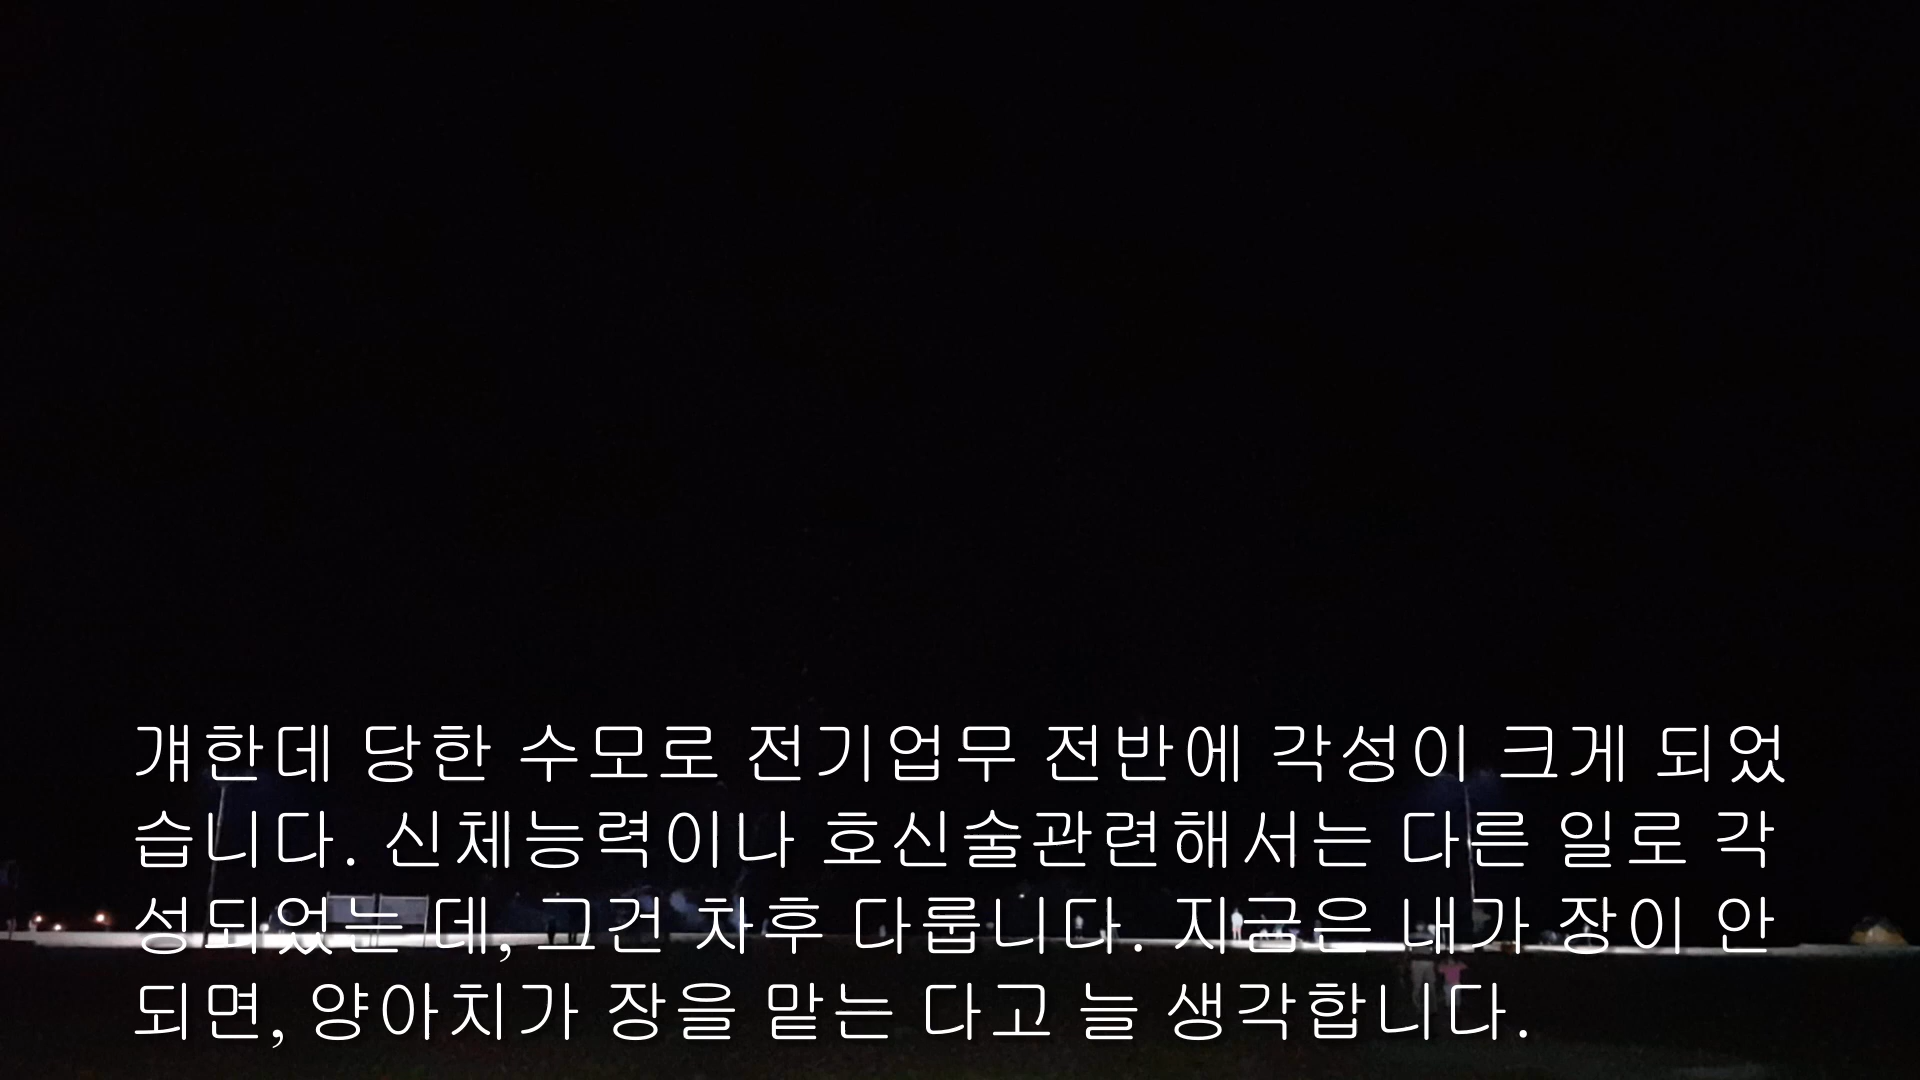 걔한데 당한 수모로 전기업무 전반에 각성이 크게 되었
습니다. 신체능력이나 호신술관련해서는 다른 일로 각
성되었는 데, 그건 차후 다룹니다. 지금은 내가 장이 안
되면, 양아치가 장을 맡는 다고 늘 생각합니다.